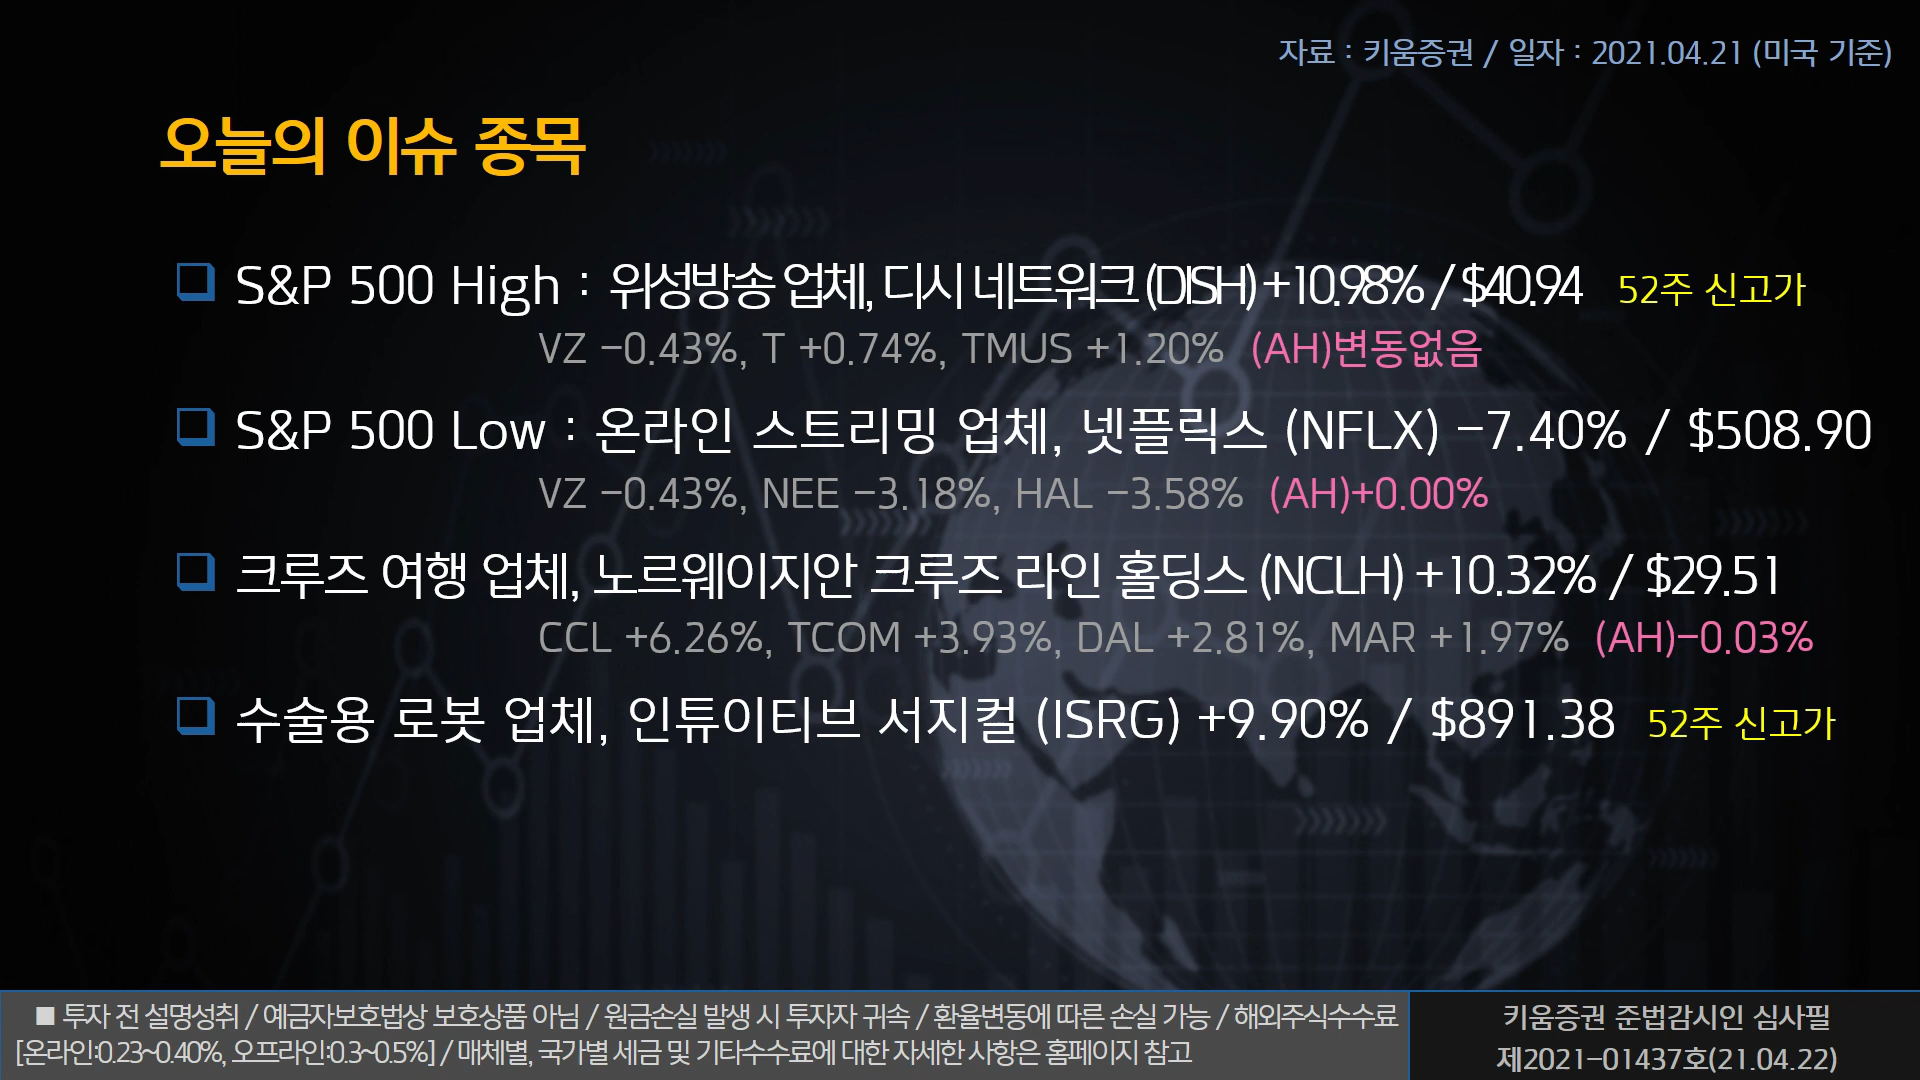 자료 : 키움증권 / 일자 : 2021.04.21 (미국 기준)
오늘의 이슈 종목
❑ S&P 500 High : 위성방송 업체, 디시 네트워크 (DISH) +10.98% / $40.94 52주 신고가
VZ -0.43%, T +0.74%, TMUS +1.20% (AH)변동없음
❑ S&P 500 Low : 온라인 스트리밍 업체, 넷플릭스 (NFLX) -7.40% / $508.90
VZ -0.43%, NEE -3.18%, HAL -3.58% (AH)+0.00%
❑ 크루즈 여행 업체, 노르웨이지안 크루즈 라인 홀딩스 (NCLH) +10.32% / $29.51
CCL +6.26%, TCOM +3.93%, DAL +2.81%, MAR +1.97% (AH)-0.03%
❑ 수술용 로봇 업체, 인튜이티브 서지컬 (ISRG) +9.90% / $891.38 52주 신고가
■ 투자 전 설명성취 / 예금자보호법상 보호상품 아님 / 원금손실 발생 시 투자자 귀속 / 환율변동에 따른 손실 가능 / 해외주식수수료
[온라인:0.23~0.40%, 오프라인:0.3~0.5%] / 매체별, 국가별 세금 및 기타수수료에 대한 자세한 사항은 홈페이지 참고
키움증권 준법감시인 심사필
제2021-01437호(21.04.22)